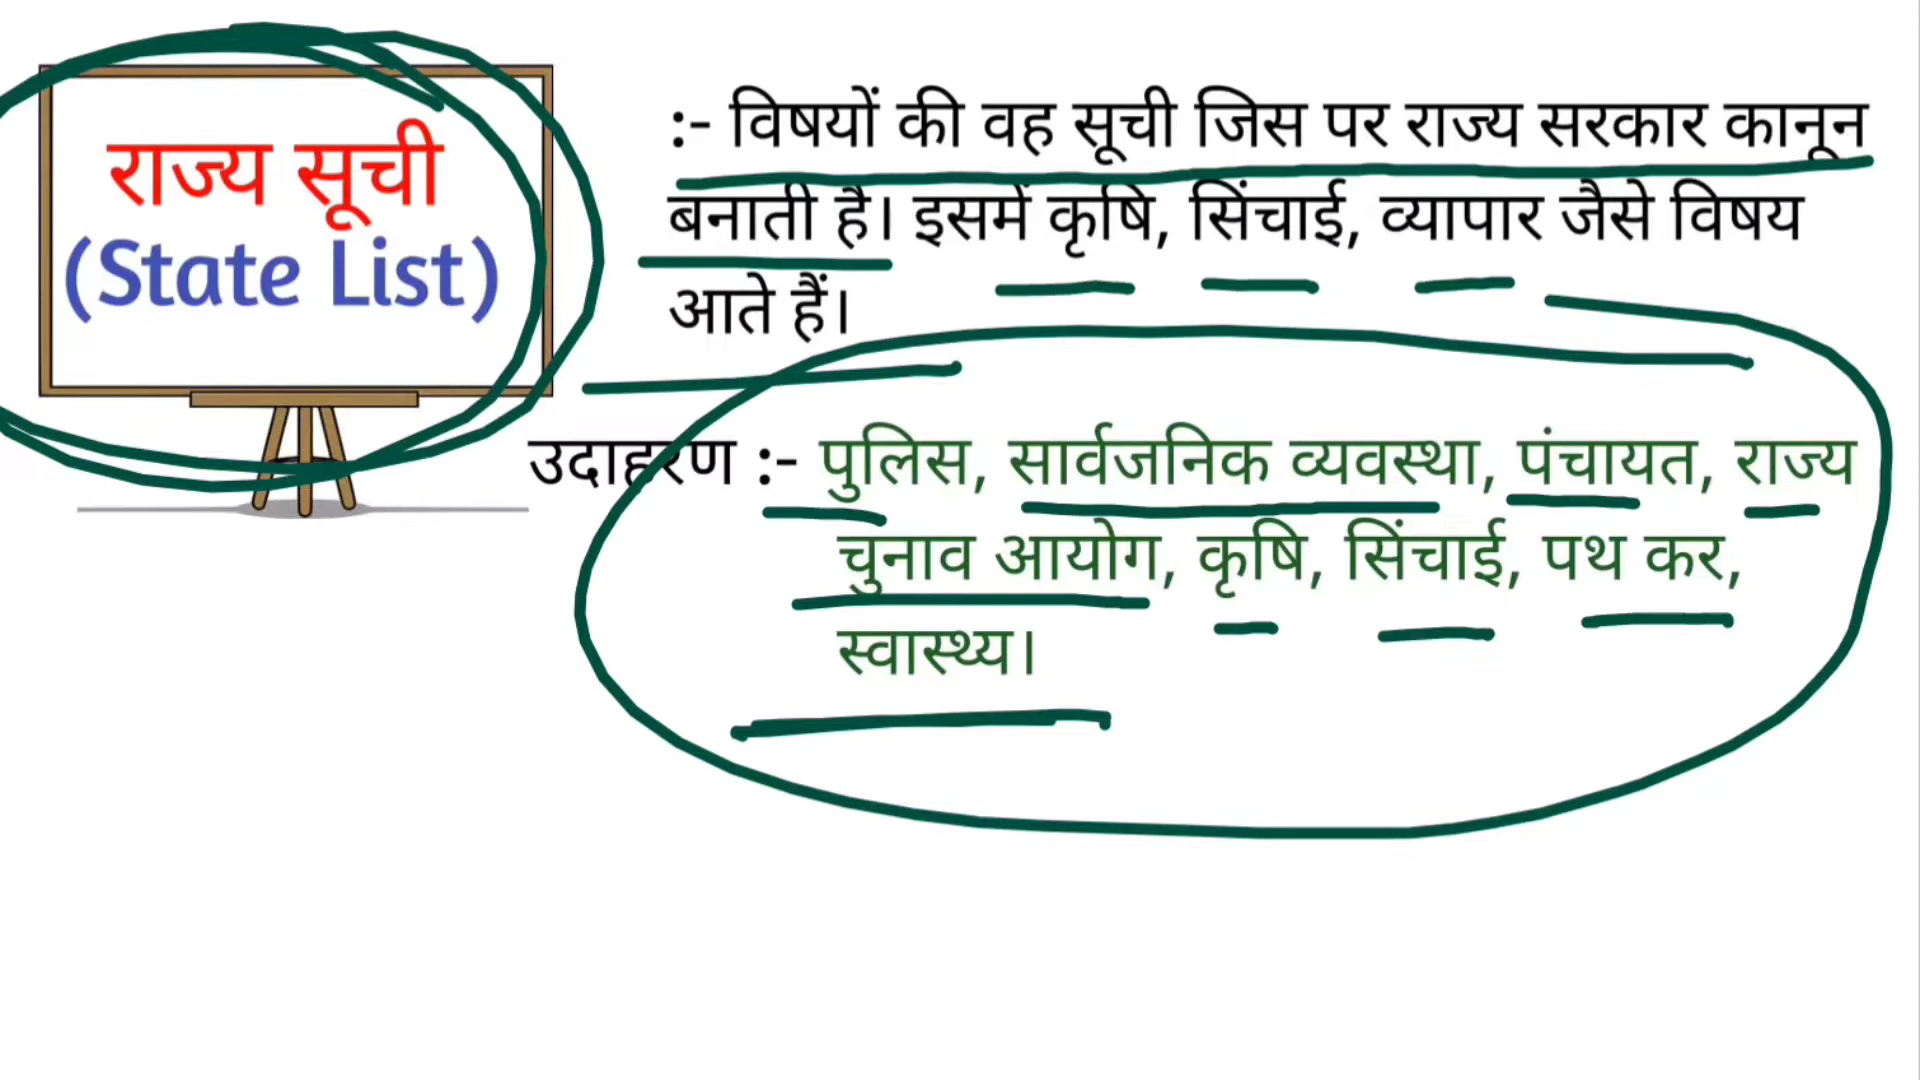 राज्य सूची
(State List)
:- विषयों की वह सूची जिस पर राज्य सरकार कानून
बनाती है। इसमें कृषि, सिंचाई, व्यापार जैसे विषय
आते हैं।
उदाहरण :- पुलिस, सार्वजनिक व्यवस्था, पंचायत, राज्य
चुनाव आयोग, कृषि, सिंचाई, पथ कर,
स्वास्थ्य।